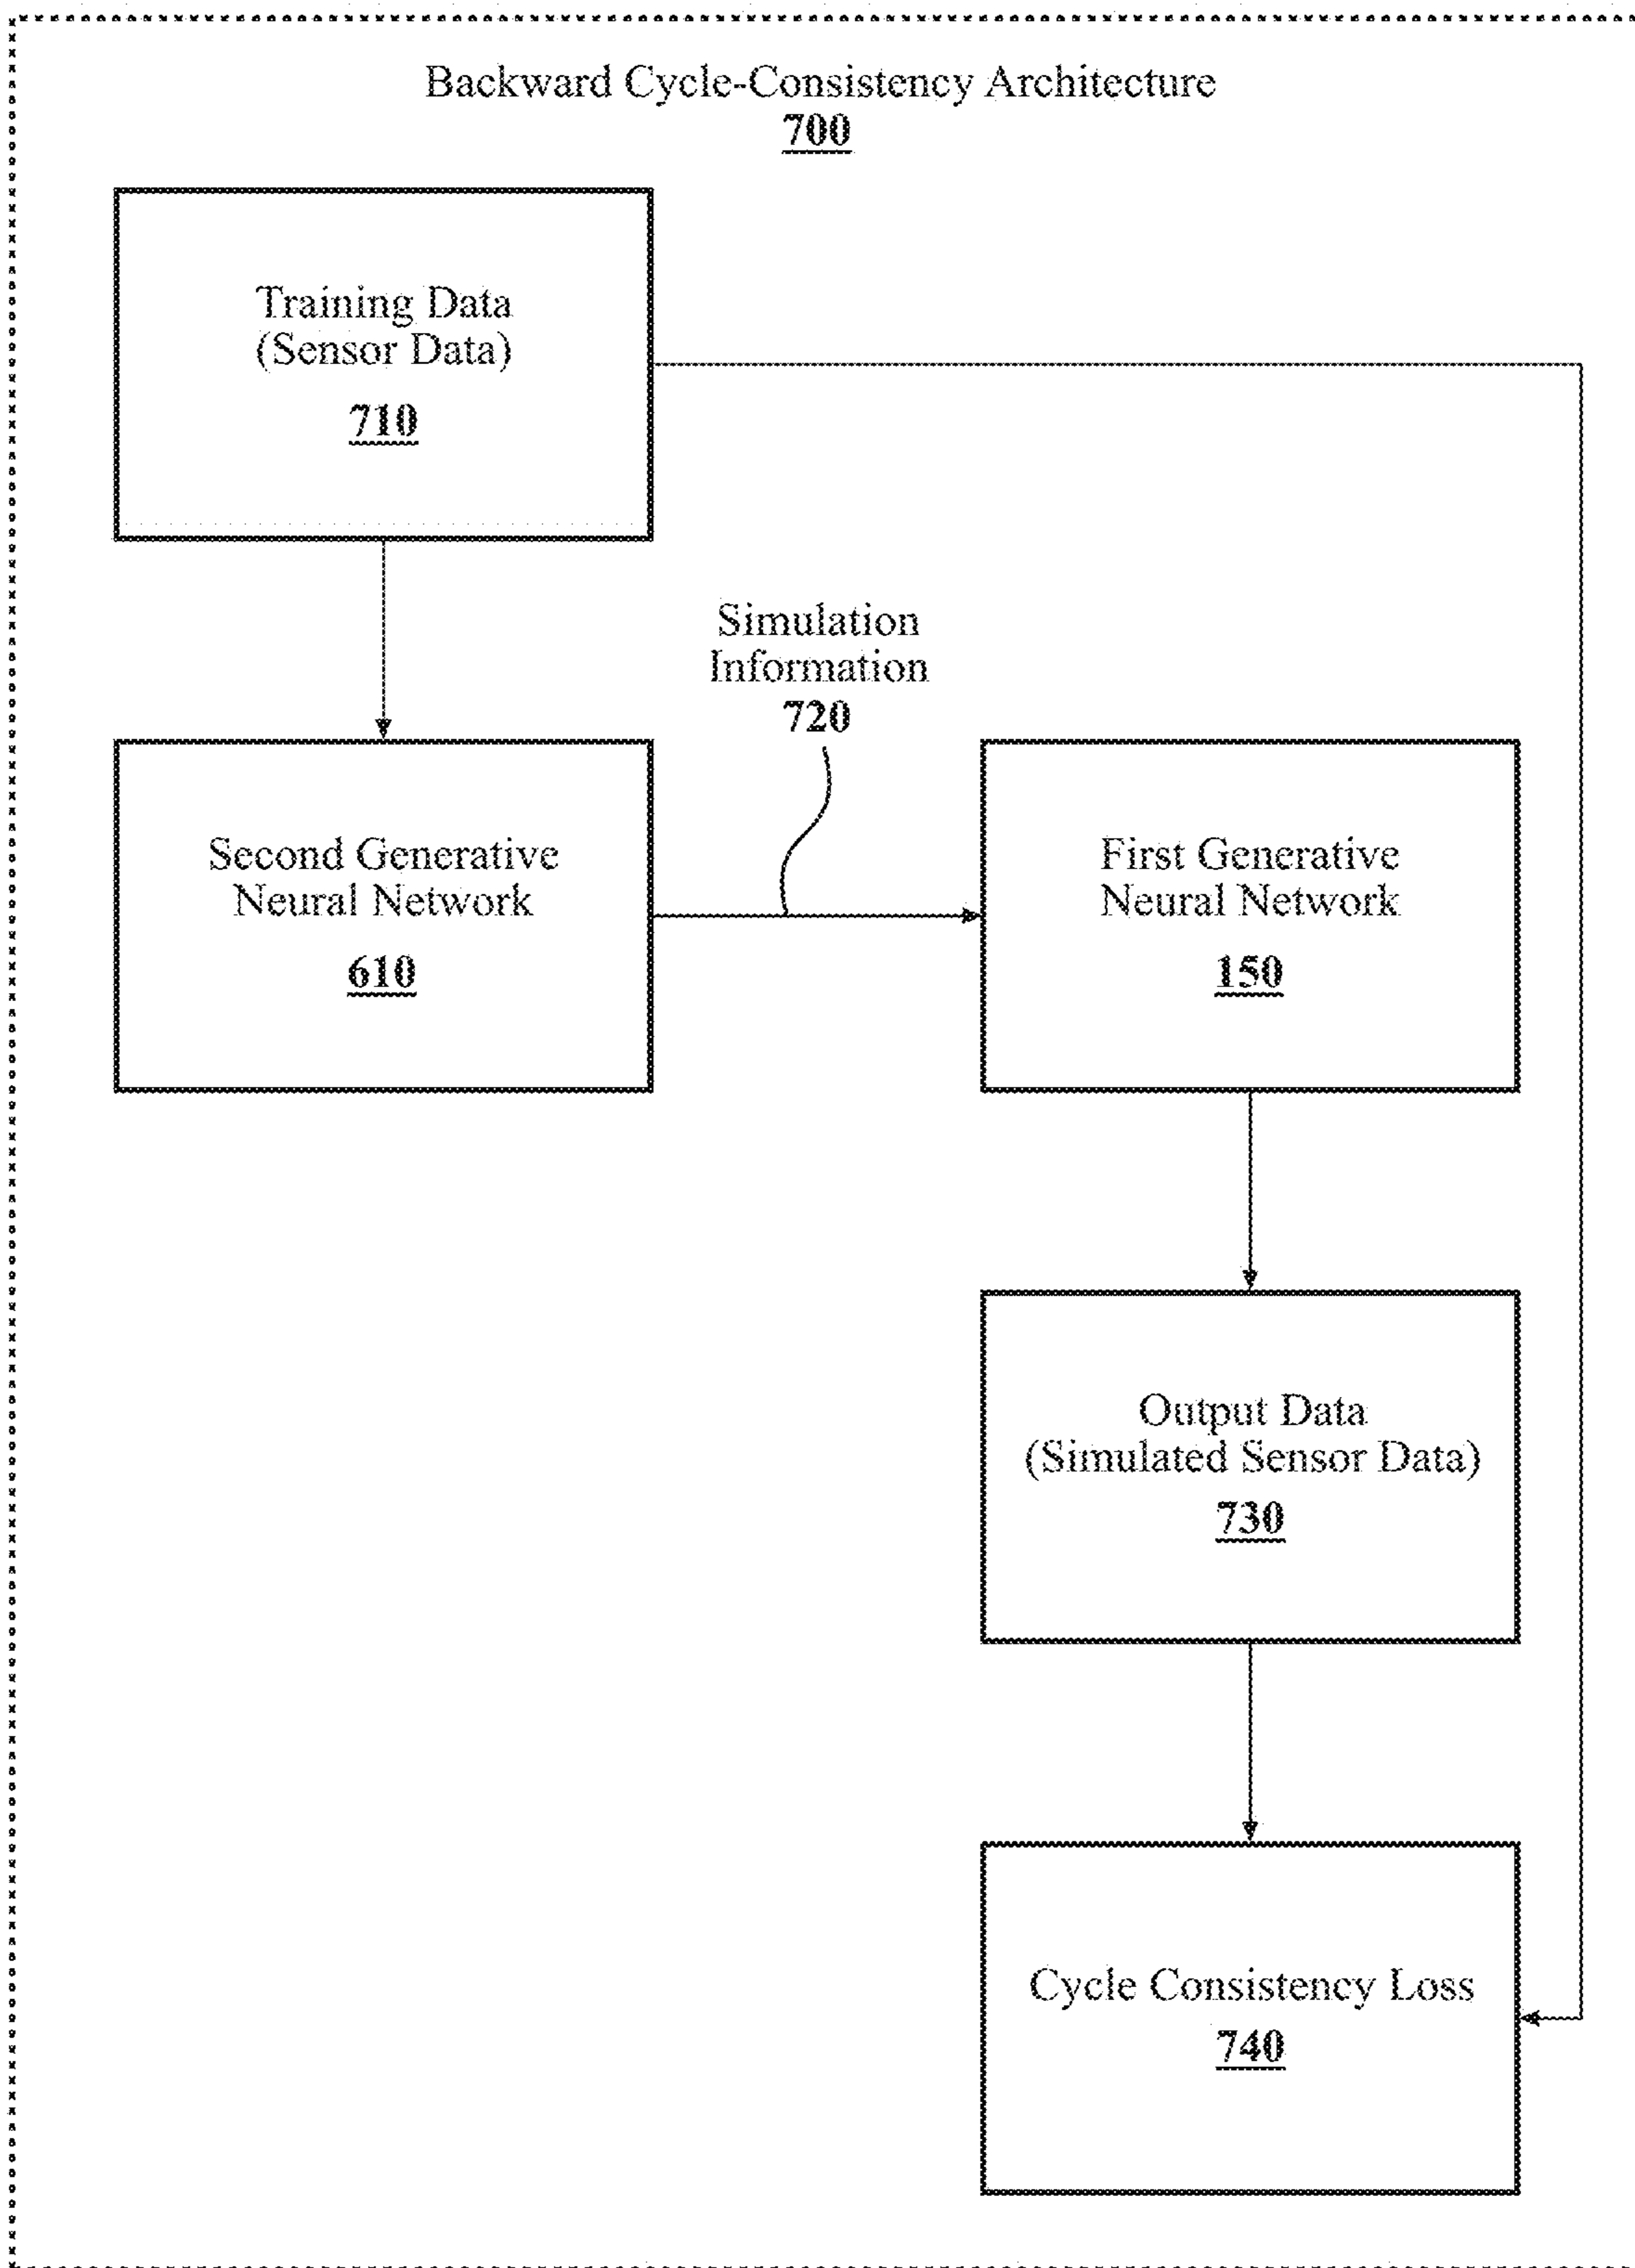 Backward Cycle-Consistency Architecture
700
Training Data
(Sensor Data)
710
Simulation
Information
720
Second Generative
Neural Network
610
First Generative
Neural Network
150
Output Data
(Simulated Sensor Data)
730
Cycle Consistency Loss
740